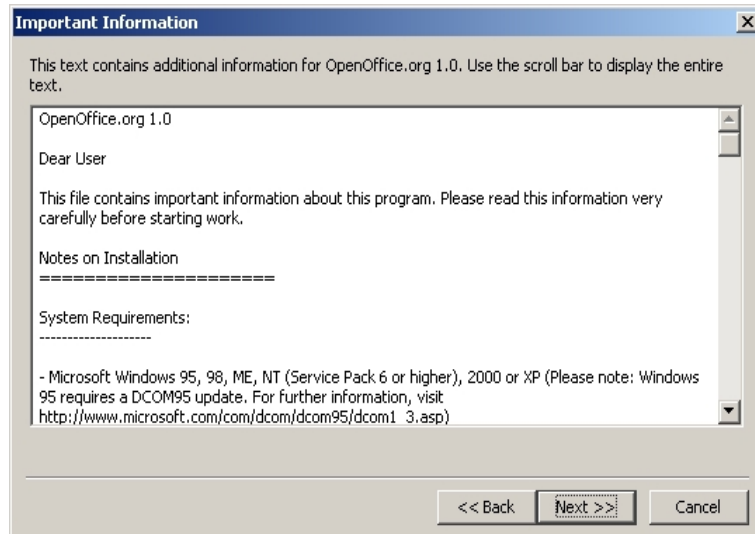 Important Information
This text contains additional information for OpenOffice.org 1.0. Use the scroll bar to display the entire
text.
OpenOffice.org 1.0
Dear User
This file contains important information about this program. Please read this information very
carefully before starting work.
Notes on Installation
======================
System Requirements:
--------------------
- Microsoft Windows 95, 98, ME, NT (Service Pack 6 or higher), 2000 or XP (Please note: Windows
95 requires a DCOM95 update. For further information, visit
http://www.microsoft.com/com/dcom/dcom95/dcom1_3.asp)
<< Back Next >> Cancel